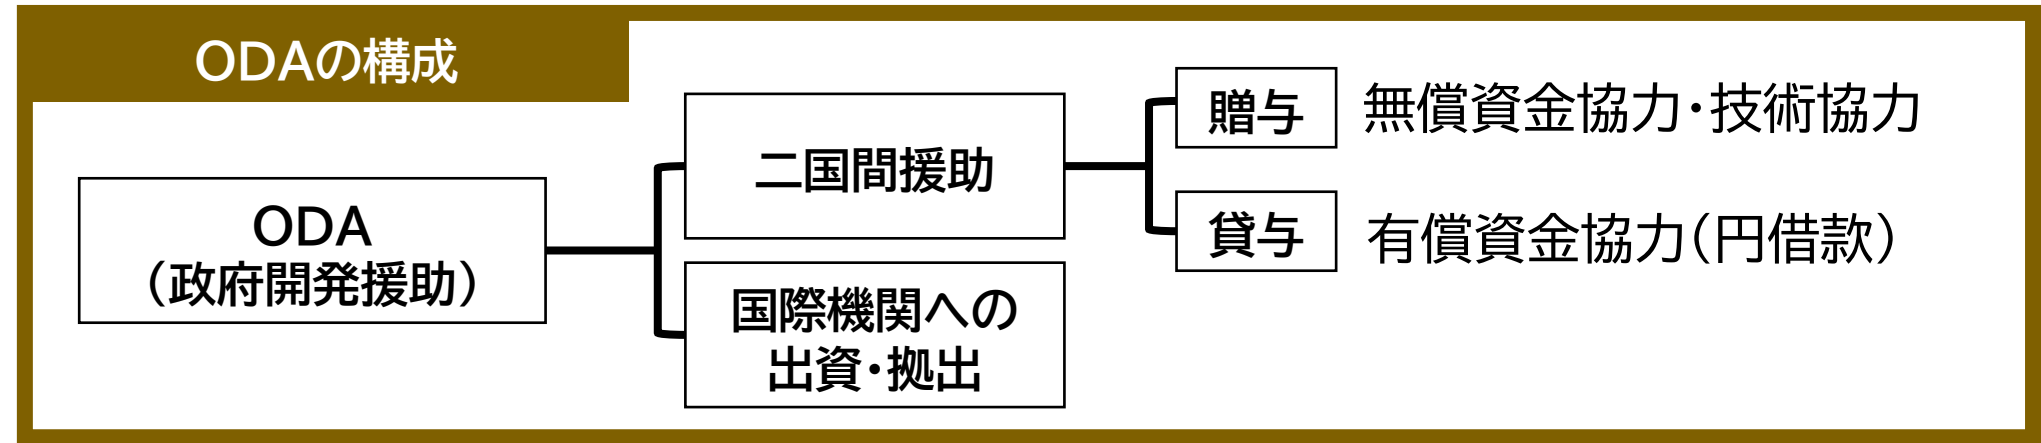 ODAの構成
ODA
（政府開発援助）
二国間援助
国際機関への
出資・拠出
贈与
無償資金協力・技術協力
貸与
有償資金協力（円借款）